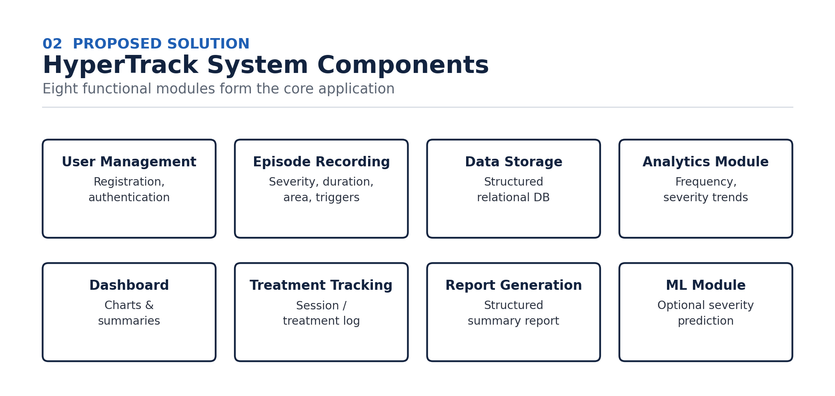 02 PROPOSED SOLUTION
HyperTrack System Components
Eight functional modules form the core application
User Management
Registration,
authentication
Episode Recording
Severity, duration,
area, triggers
Data Storage
Structured
relational DB
Analytics Module
Frequency,
severity trends
Dashboard
Charts &
summaries
Treatment Tracking
Session /
treatment log
Report Generation
Structured
summary report
ML Module
Optional severity
prediction